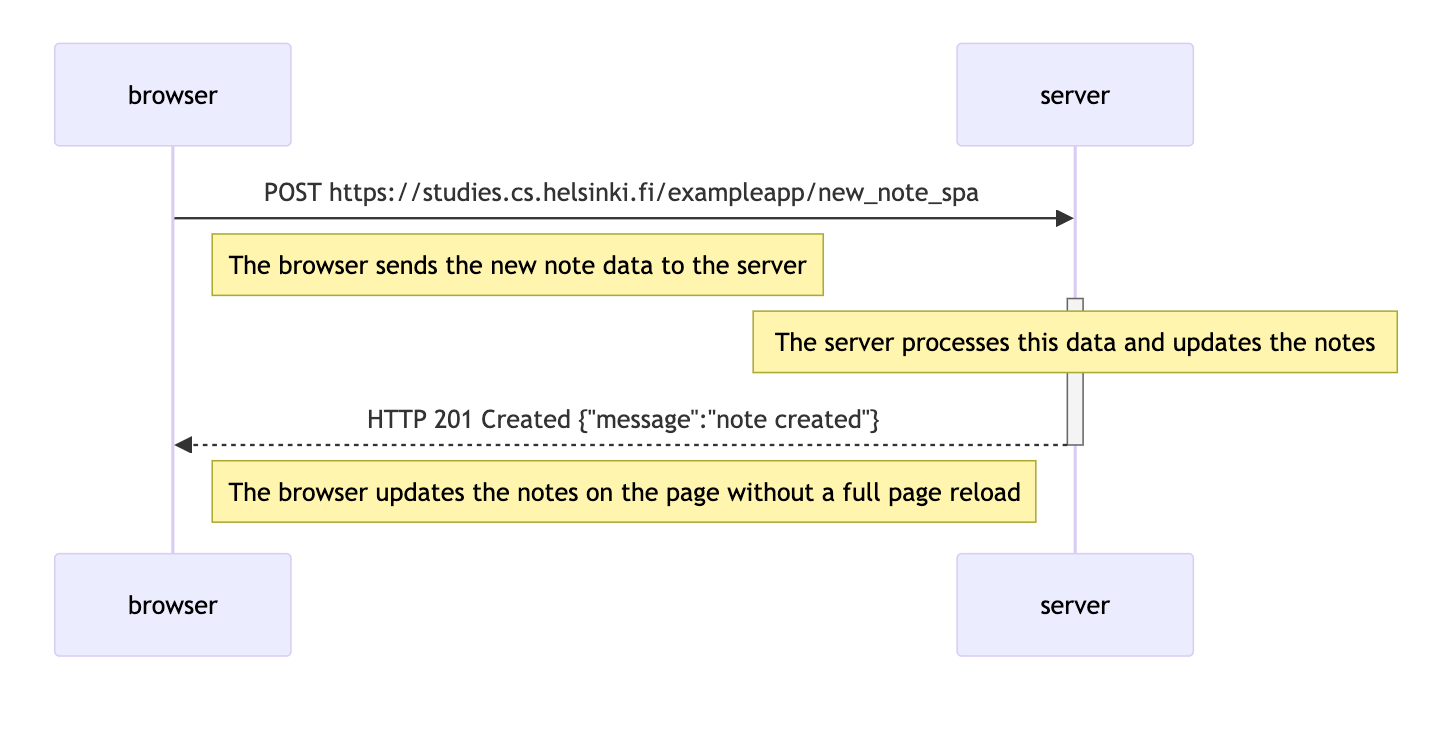 browser
server
POST https://studies.cs.helsinki.fi/exampleapp/new_note_spa
The browser sends the new note data to the server
The server processes this data and updates the notes
HTTP 201 Created {"message":"note created"}
The browser updates the notes on the page without a full page reload
browser
server